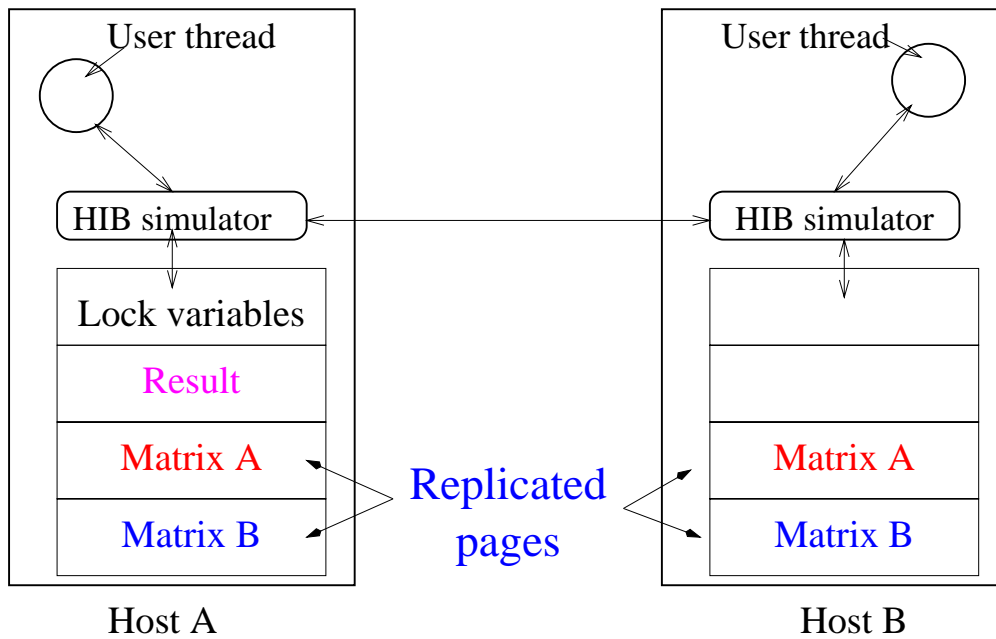 User thread
User thread
HIB simulator
HIB simulator
Lock variables
Result
Matrix A
Matrix B
Replicated
pages
Matrix A
Matrix B
Host A
Host B